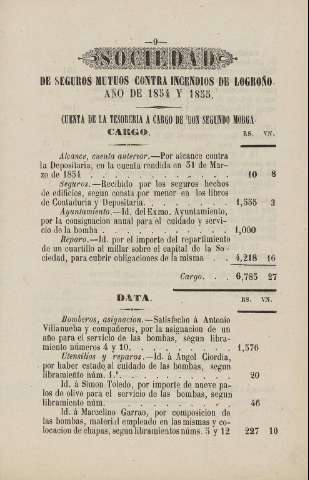 —9—
SOCIEDAD
DE SEGUROS MUTUOS CONTRA INCENDIOS DE LOGROÑO.
AÑO DE 1854 Y 1855.
CUENTA DE LA TESORERIA A CARGO DE DON SEGUNDO MORGA.
CARGO. RS. VN.
Alcance, cuenta anterior.—Por alcance contra
la Depositaria, en la cuenta rendida en 31 de Mar-
zo de 1854 . . . . . . . . 10 8
Seguros.—Recibido por los seguros hechos
de edificios, segun consta por menor en los libros
de Contaduria y Depositaria. . . . . . 1,555 3
Ayuntamiento.—Id. del Exmo. Ayuntamiento,
por la consignacion anual para el cuidado y servi-
cio de la bomba . . . . . . . 1,000
Reparo.—Id. por el importe del repartimiento
de un cuartillo al millar sobre el capital de la So-
ciedad, para cubrir obligaciones de la misma . . . 4,218 16
Cargo. . . . 6,783 27
DATA. RS. VN.
Bomberos, asignacion.—Satisfecho á Antonio
Villanueba y compañeros, por la asignacion de un
año para el servicio de las bombas, segun libra-
miento números 4 y 10. . . . . . 1,576
Utensilios y reparos.—Id. á Angel Giordia,
por haber estado al cuidado de las bombas, segun
libramiento núm. 1.º . . . . . . 20
Id. á Simon Toledo, por importe de nueve pa-
los de olivo para el servicio de las bombas, segun
libramiento núm. . . . . . . 46
Id. á Marcelino Garrao, por composicion de
las bombas, material empleado en las mismas y co-
locacion de chapas, segun libramientos núms. 5 y 12 227 10